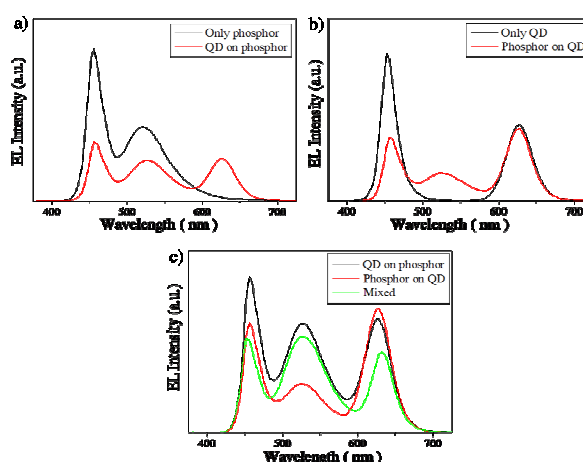 a)
Only phosphor
QD on phosphor
EL Intensity (a.u.)
400 500 600 700
Wavelength ( nm )
b)
Only QD
Phosphor on QD
EL Intensity (a.u.)
400 500 600 700
Wavelength ( nm )
c)
QD on phosphor
Phosphor on QD
Mixed
EL Intensity (a.u.)
400 500 600 700
Wavelength ( nm )